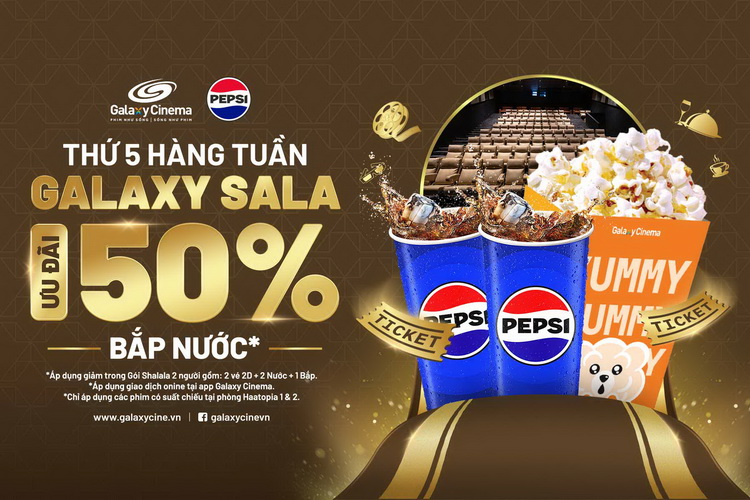 Galaxy Cinema
PHIM NHƯ SỐNG | SỐNG NHƯ PHIM
PEPSI
THỨ 5 HÀNG TUẦN
GALAXY SALA
ƯU ĐÃI
50%
BẮP NƯỚC*
*Áp dụng giảm trong Gói Shalala 2 người gồm: 2 vé 2D + 2 Nước + 1 Bắp.
*Áp dụng giao dịch onine tại app Galaxy Cinema.
*Chỉ áp dụng các phim có suất chiếu tại phòng Haatopia 1 & 2.
www.galaxycine.vn | galaxycinevn
Galaxy Cinema
YUMMY
YUMMY
TICKET
PEPSI
PEPSI
TICKET